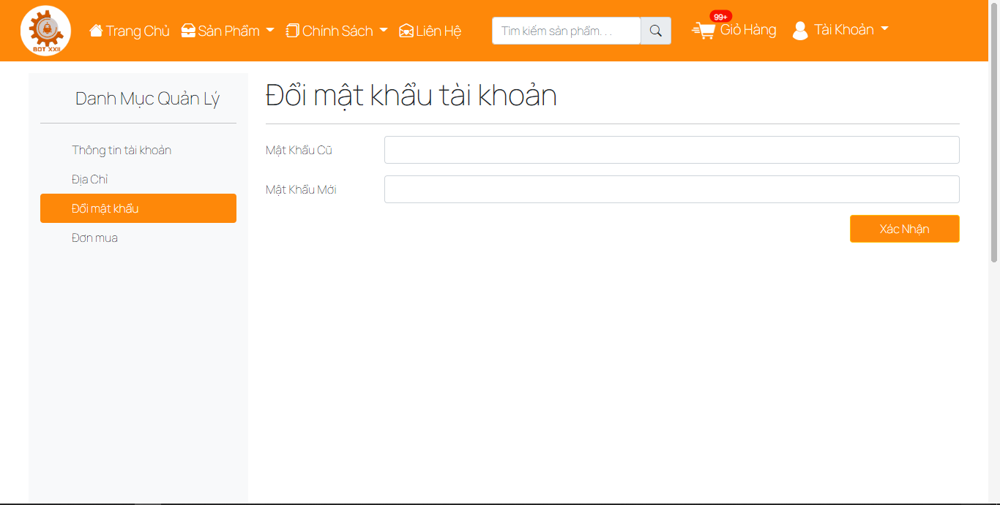 BOT XXII
Trang Chủ
Sản Phẩm
Chính Sách
Liên Hệ
Tìm kiếm sản phẩm. . .
99+
Giỏ Hàng
Tài Khoản
Danh Mục Quản Lý
Thông tin tài khoản
Địa Chỉ
Đổi mật khẩu
Đơn mua
Đổi mật khẩu tài khoản
Mật Khẩu Cũ
Mật Khẩu Mới
Xác Nhận